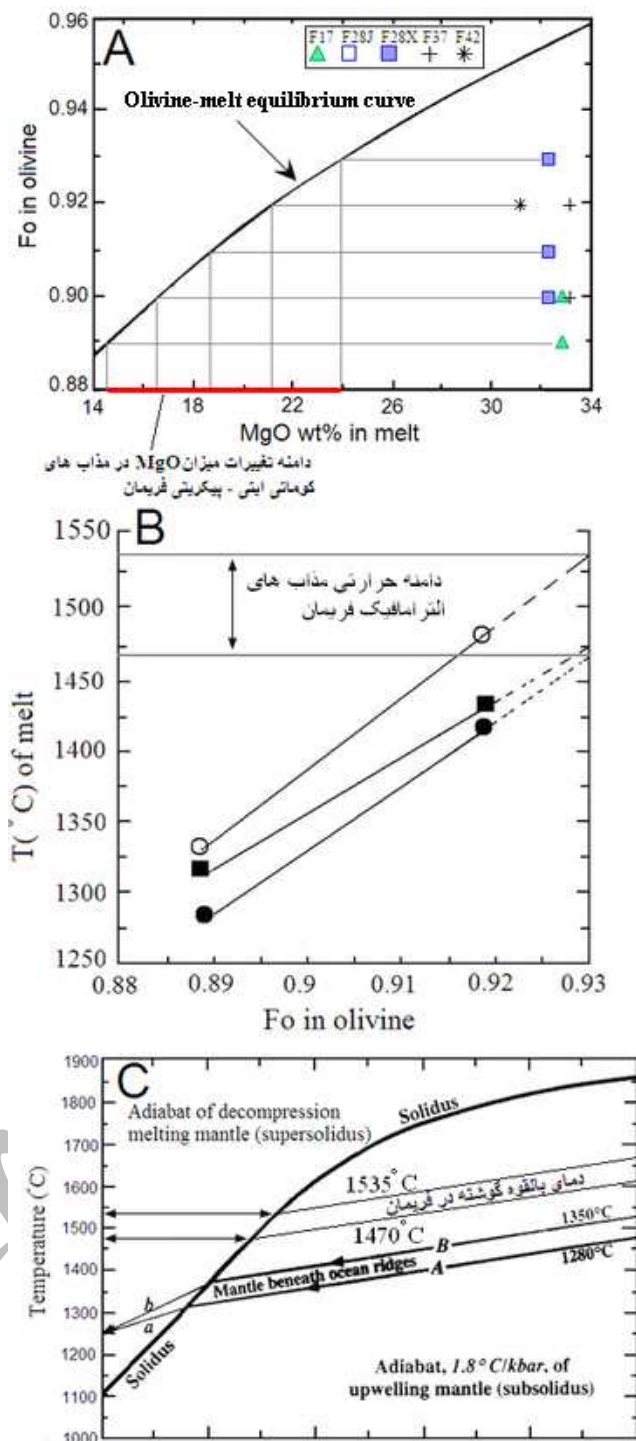 A
F17 F28J F28X F37 F42
Olivine-melt equilibrium curve
Fo in olivine
0.96
0.94
0.92
0.90
0.88
14 18 22 26 30 34
MgO wt% in melt
دامنه تغییرات میزان MgO در مذاب های
کوماتی ایتی - پیکریتی فریمان
B
دامنه حرارتی مذاب های
الترامافیک فریمان
T(°C) of melt
1550
1500
1450
1400
1350
1300
1250
0.88 0.89 0.9 0.91 0.92 0.93
Fo in olivine
C
Temperature (°C)
1900
1800
1700
1600
1500
1400
1300
1200
1100
1000
Adiabat of decompression
melting mantle (supersolidus)
Solidus
1535°C
دمای بالقوه گوشته در فریمان
1470°C
1350°C
B
Mantle beneath ocean ridges
A
1280°C
b
a
Solidus
Adiabat, 1.8°C/kbar, of
upwelling mantle (subsolidus)